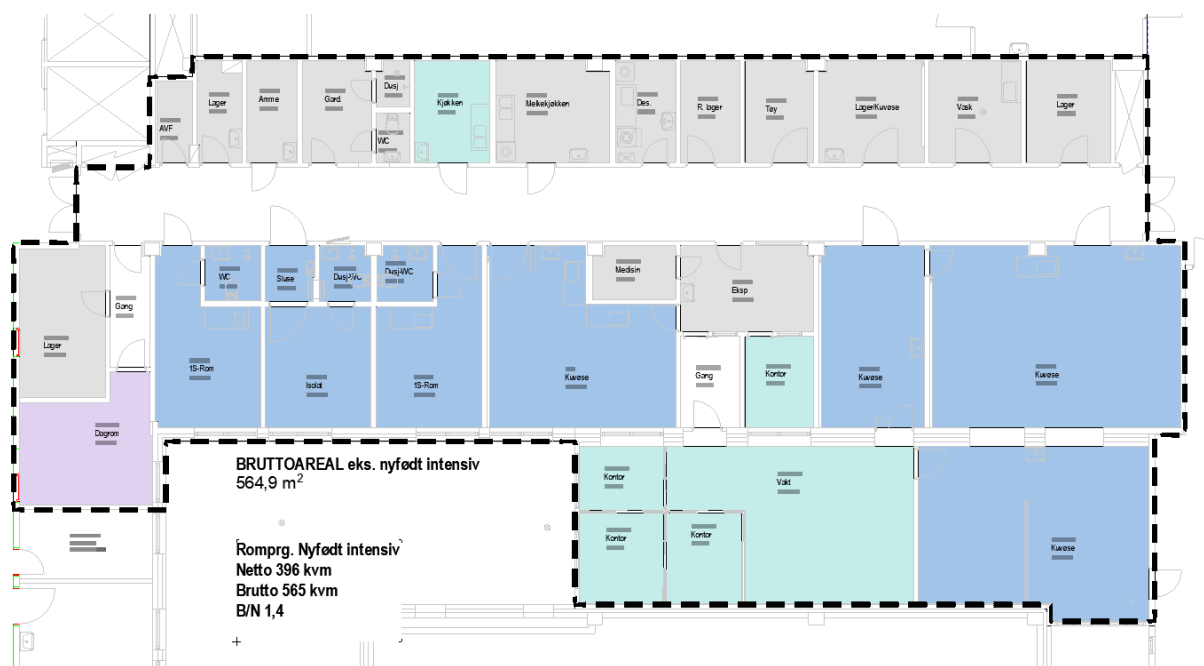 Lager
Amme
Gard.
Dusj
Kjøkken
Melkekjøkken
Des.
R. lager
Tøy
Lager/Kuvøse
Vask
Lager
AVF
WC
WC
Sluse
Dusj-WC
Dusj-WC
Medisin
Eksp
Gang
Lager
1S-Rom
Isolat
1S-Rom
Kuvøse
Gang
Kontor
Kuvøse
Kuvøse
Dagrom
BRUTTOAREAL eks. nyfødt intensiv
564,9 m²
Kontor
Vakt
Kontor
Kontor
Kuvøse
Romprg. Nyfødt intensiv
Netto 396 kvm
Brutto 565 kvm
B/N 1,4